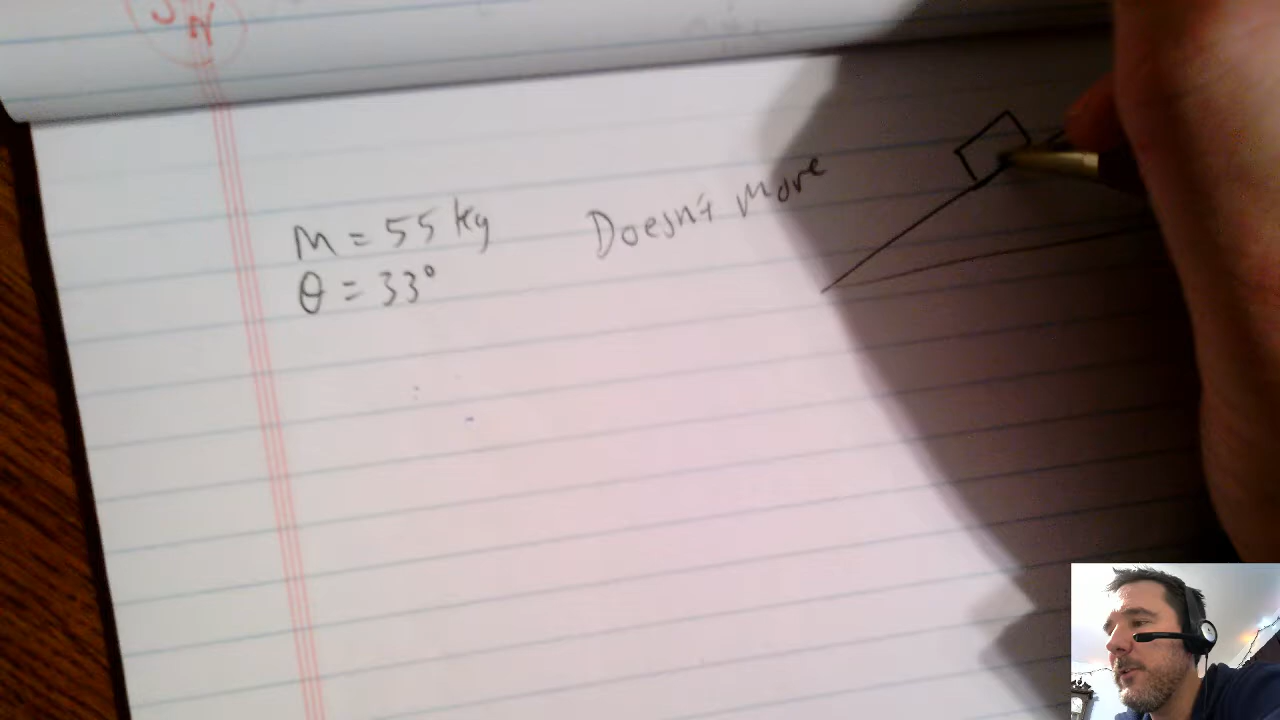 m = 55 kg
Doesn't move
θ = 33°